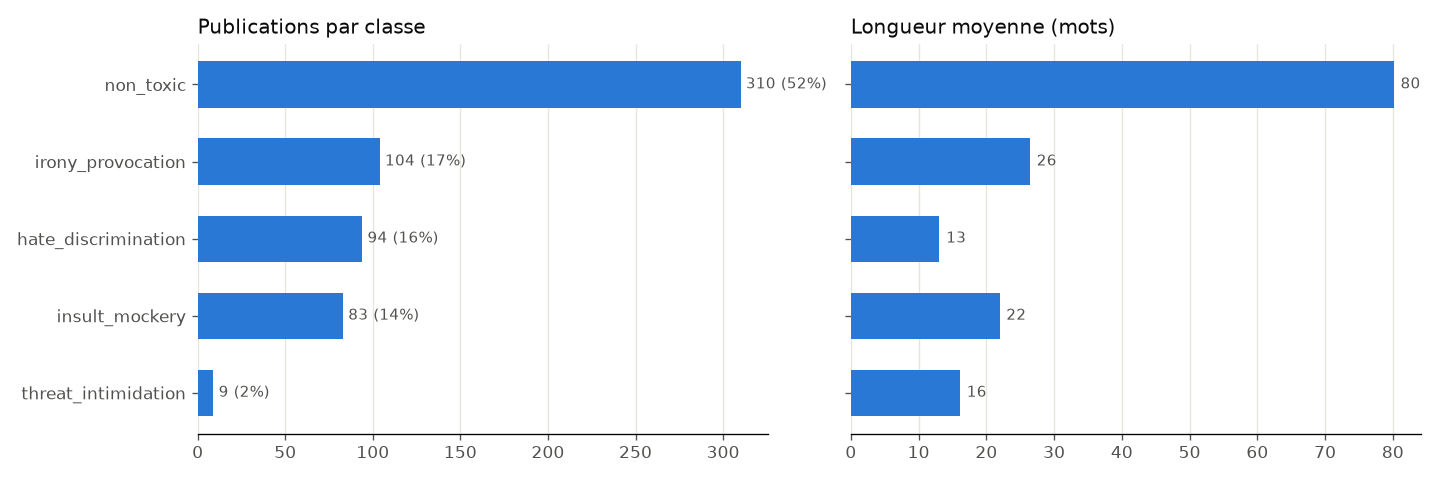 Publications par classe
non_toxic
310 (52%)
irony_provocation
104 (17%)
hate_discrimination
94 (16%)
insult_mockery
83 (14%)
threat_intimidation
9 (2%)
0 50 100 150 200 250 300
Longueur moyenne (mots)
80
26
13
22
16
0 10 20 30 40 50 60 70 80